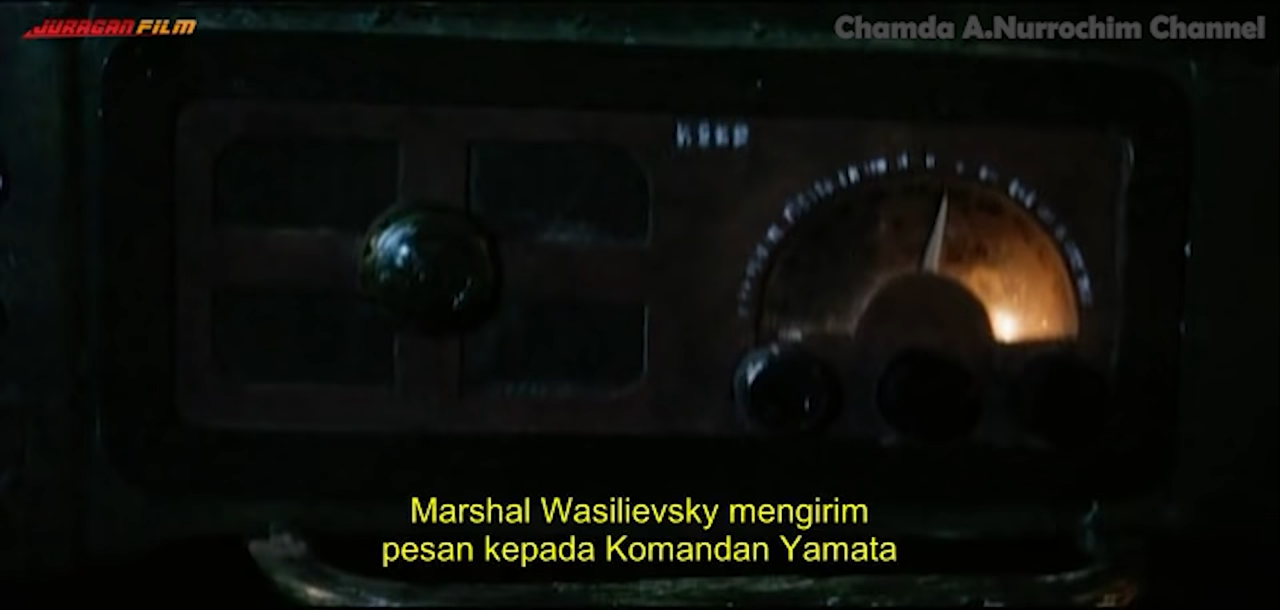 JURAGAN FILM
Chamda A.Nurrochim Channel
Marshal Wasilievsky mengirim
pesan kepada Komandan Yamata